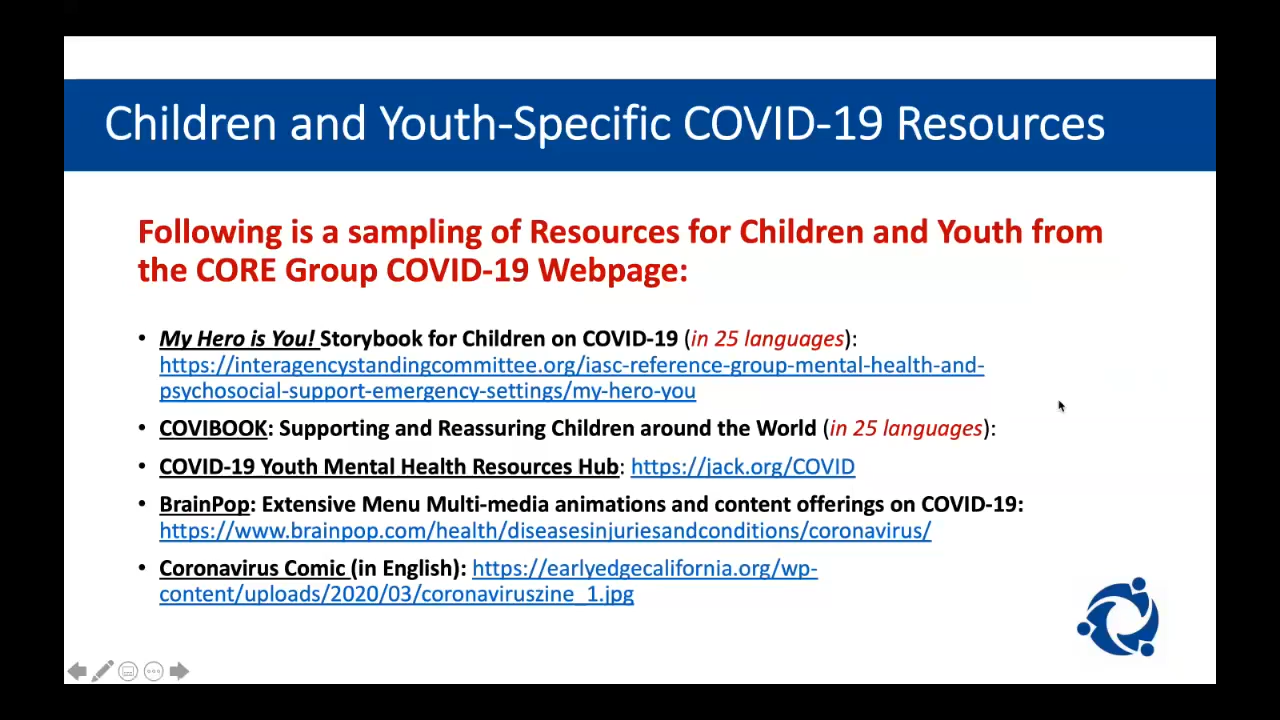 Children and Youth-Specific COVID-19 Resources
Following is a sampling of Resources for Children and Youth from
the CORE Group COVID-19 Webpage:
• My Hero is You! Storybook for Children on COVID-19 (in 25 languages):
https://interagencystandingcommittee.org/iasc-reference-group-mental-health-and-
psychosocial-support-emergency-settings/my-hero-you
• COVIBOOK: Supporting and Reassuring Children around the World (in 25 languages):
• COVID-19 Youth Mental Health Resources Hub: https://jack.org/COVID
• BrainPop: Extensive Menu Multi-media animations and content offerings on COVID-19:
https://www.brainpop.com/health/diseasesinjuriesandconditions/coronavirus/
• Coronavirus Comic (in English): https://earlyedgecalifornia.org/wp-
content/uploads/2020/03/coronaviruszine_1.jpg